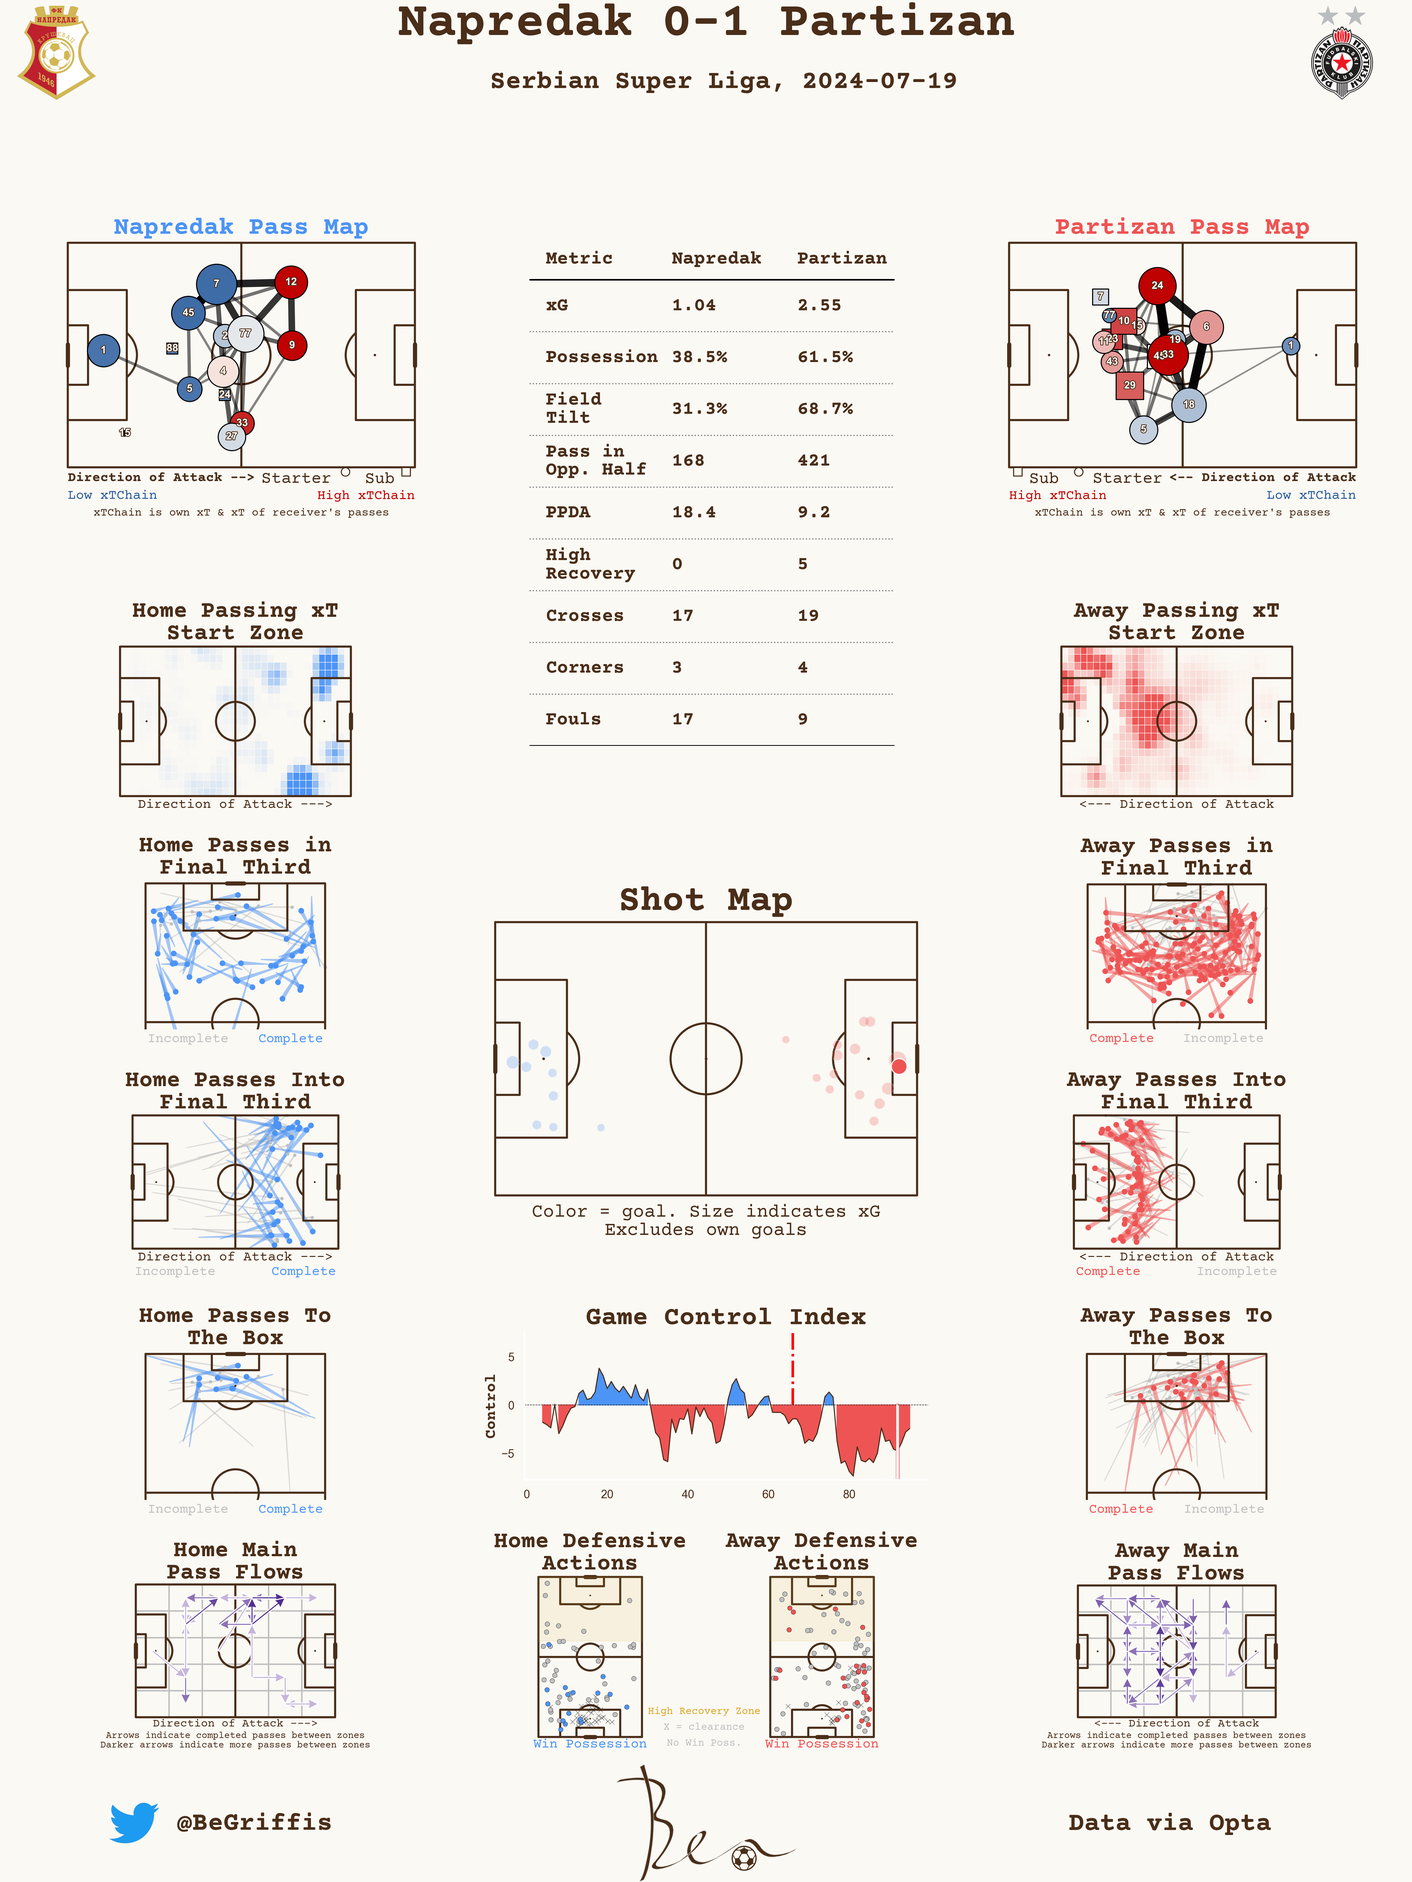 ФК
НАПРЕДАК
КРУШЕВАЦ
1946
Napredak 0-1 Partizan
Serbian Super Liga, 2024-07-19
PARTIZAN ПАРТИЗАН
FUDBALSKI
KLUB
Napredak Pass Map
7
12
45
2
77
88
1
9
4
5
24
33
27
15
Direction of Attack --> Starter Sub
Low xTChain High xTChain
xTChain is own xT & xT of receiver's passes
Metric Napredak Partizan
xG 1.04 2.55
Possession 38.5% 61.5%
Field
Tilt 31.3% 68.7%
Pass in
Opp. Half 168 421
PPDA 18.4 9.2
High
Recovery 0 5
Crosses 17 19
Corners 3 4
Fouls 17 9
Partizan Pass Map
24
7
77
10
15
6
11
23
19
1
43
45
33
29
18
5
Sub Starter <-- Direction of Attack
High xTChain Low xTChain
xTChain is own xT & xT of receiver's passes
Home Passing xT
Start Zone
Direction of Attack --->
Away Passing xT
Start Zone
<--- Direction of Attack
Home Passes in
Final Third
Incomplete Complete
Away Passes in
Final Third
Complete Incomplete
Shot Map
Color = goal. Size indicates xG
Excludes own goals
Home Passes Into
Final Third
Direction of Attack --->
Incomplete Complete
Away Passes Into
Final Third
<--- Direction of Attack
Complete Incomplete
Home Passes To
The Box
Incomplete Complete
Game Control Index
Control
5
0
−5
0 20 40 60 80
Away Passes To
The Box
Complete Incomplete
Home Main
Pass Flows
Direction of Attack --->
Arrows indicate completed passes between zones
Darker arrows indicate more passes between zones
Home Defensive
Actions
Win Possession
Away Defensive
Actions
Win Possession
High Recovery Zone
X = clearance
No Win Poss.
Away Main
Pass Flows
<--- Direction of Attack
Arrows indicate completed passes between zones
Darker arrows indicate more passes between zones
@BeGriffis
Ben
Data via Opta